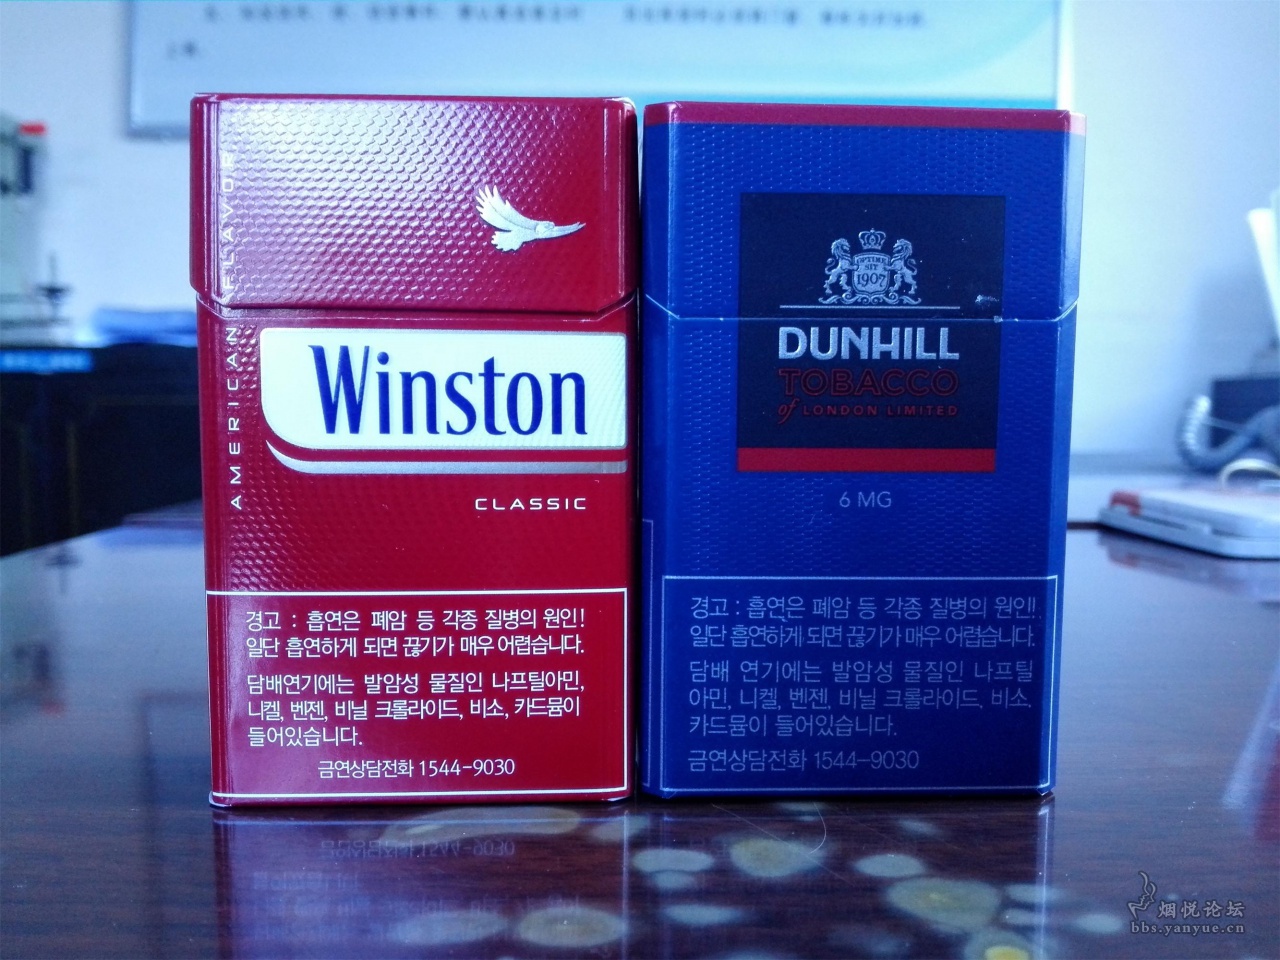 AMERICAN FLAVOR
Winston
CLASSIC
경고 : 흡연은 폐암 등 각종 질병의 원인!
일단 흡연하게 되면 끊기가 매우 어렵습니다.
담배연기에는 발암성 물질인 나프틸아민,
니켈, 벤젠, 비닐 크롤라이드, 비소, 카드뮴이
들어있습니다.
금연상담전화 1544-9030
OPTIME
SIT
1907
DUNHILL
TOBACCO
of LONDON LIMITED
6 MG
경고 : 흡연은 폐암 등 각종 질병의 원인!
일단 흡연하게 되면 끊기가 매우 어렵습니다.
담배 연기에는 발암성 물질인 나프틸
아민, 니켈, 벤젠, 비닐 크롤라이드, 비소,
카드뮴이 들어있습니다.
금연상담전화 1544-9030
烟悦论坛
bbs.yanyue.cn